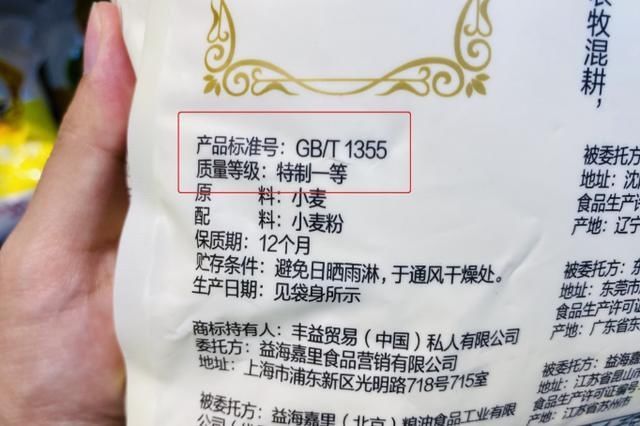 农牧混耕，
产品标准号：GB/T 1355
质量等级：特制一等
原　　料：小麦
配　　料：小麦粉
保质期：12个月
贮存条件：避免日晒雨淋，于通风干燥处。
生产日期：见袋身所示
商标持有人：丰益贸易（中国）私人有限公司
委托方：益海嘉里食品营销有限公司
地址：上海市浦东新区光明路718号715室
被委托方：益海嘉里（北京）粮油食品工业有限
被委托方：
地址：沈
食品生产许
产地：辽宁
被委托方：东
地址：东莞市
食品生产许
产地：广东省东
被委托方：益海
地址：江苏省昆山市
食品生产许可证编号
产地：江苏省苏州市